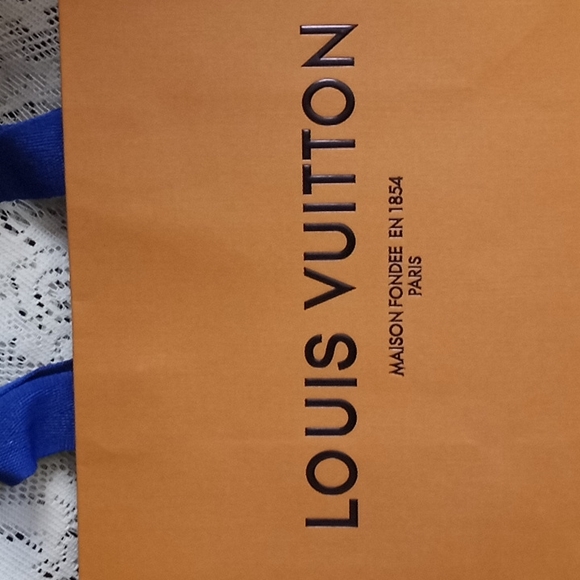 LOUIS VUITTON
MAISON FONDEE EN 1854
PARIS